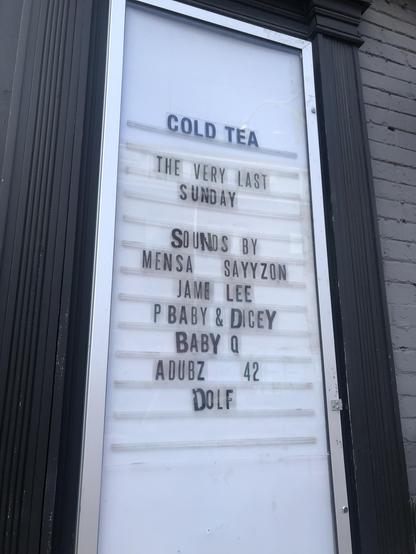 COLD TEA
THE VERY LAST
SUNDAY
SOUNDS BY
MENSA SAYYZON
JAME LEE
P BABY & DICEY
BABY Q
ADUBZ 42
DOLF